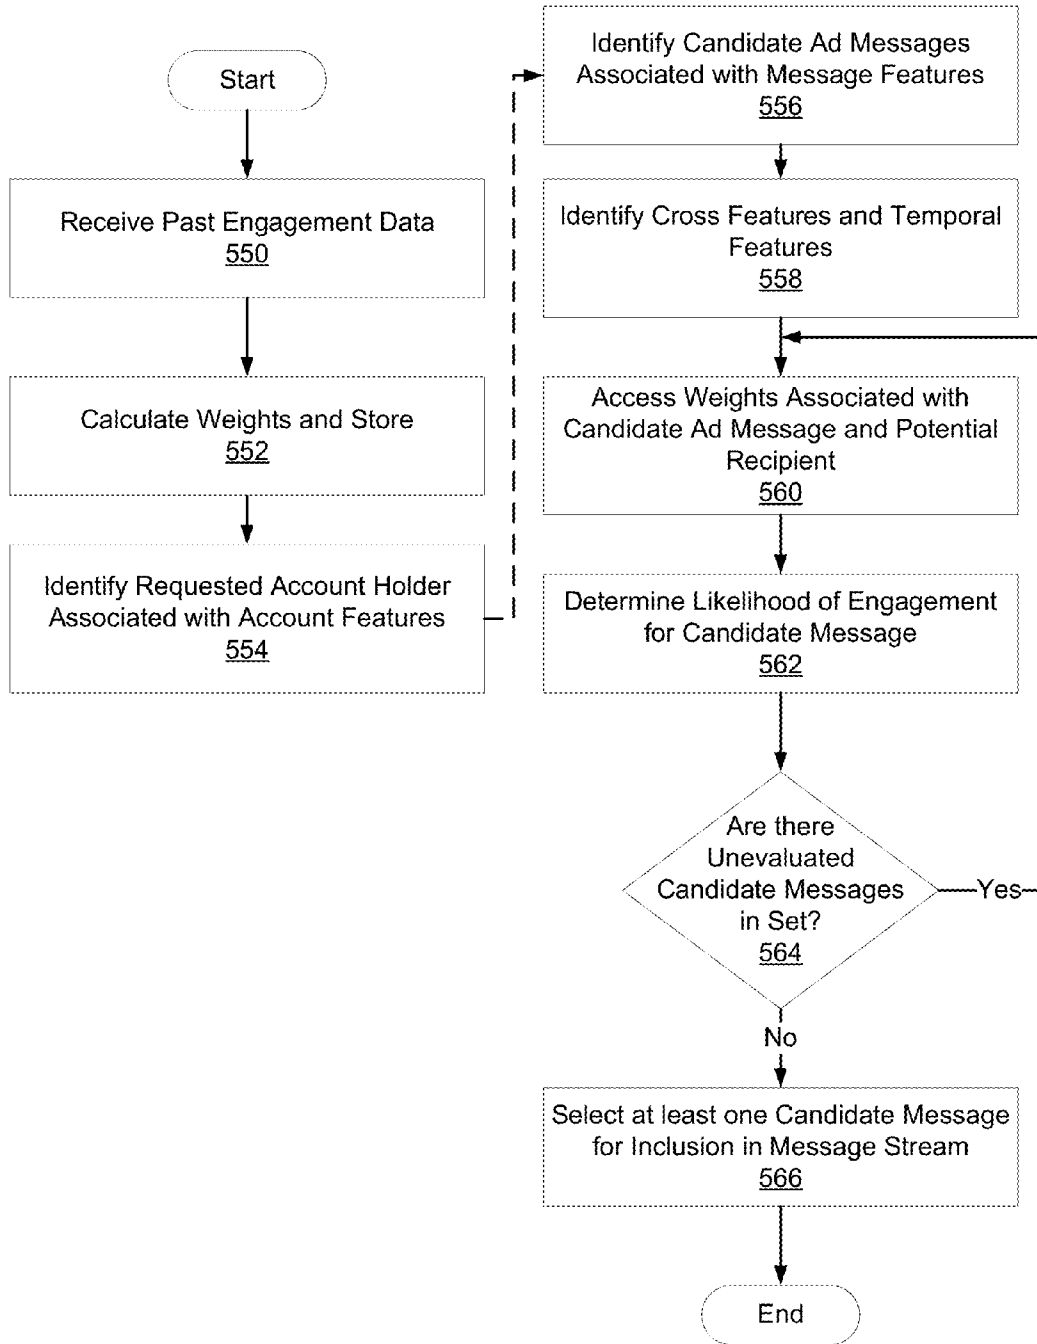 Start
Receive Past Engagement Data
550
Calculate Weights and Store
552
Identify Requested Account Holder
Associated with Account Features
554
Identify Candidate Ad Messages
Associated with Message Features
556
Identify Cross Features and Temporal
Features
558
Access Weights Associated with
Candidate Ad Message and Potential
Recipient
560
Determine Likelihood of Engagement
for Candidate Message
562
Are there
Unevaluated
Candidate Messages
in Set?
564
Yes
No
Select at least one Candidate Message
for Inclusion in Message Stream
566
End